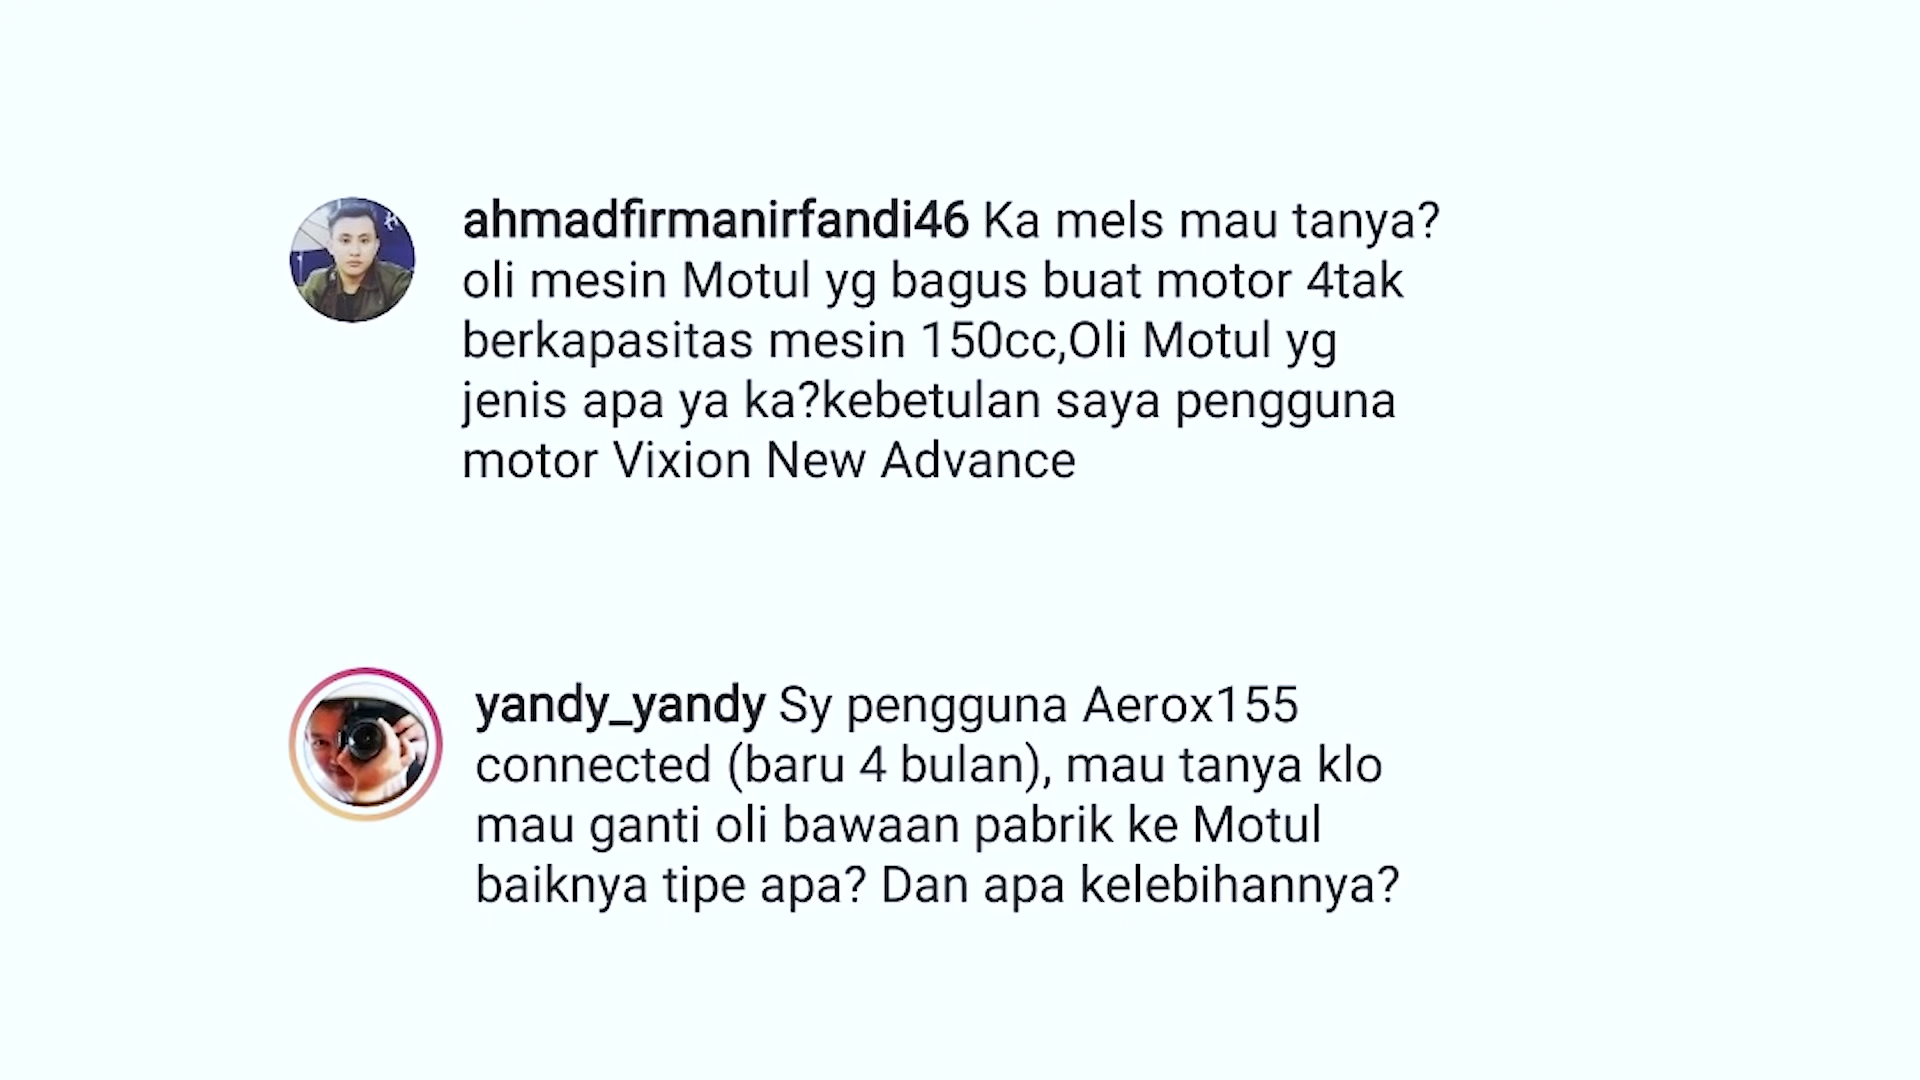 ahmadfirmanirfandi46 Ka mels mau tanya?
oli mesin Motul yg bagus buat motor 4tak
berkapasitas mesin 150cc,Oli Motul yg
jenis apa ya ka?kebetulan saya pengguna
motor Vixion New Advance
yandy_yandy Sy pengguna Aerox155
connected (baru 4 bulan), mau tanya klo
mau ganti oli bawaan pabrik ke Motul
baiknya tipe apa? Dan apa kelebihannya?